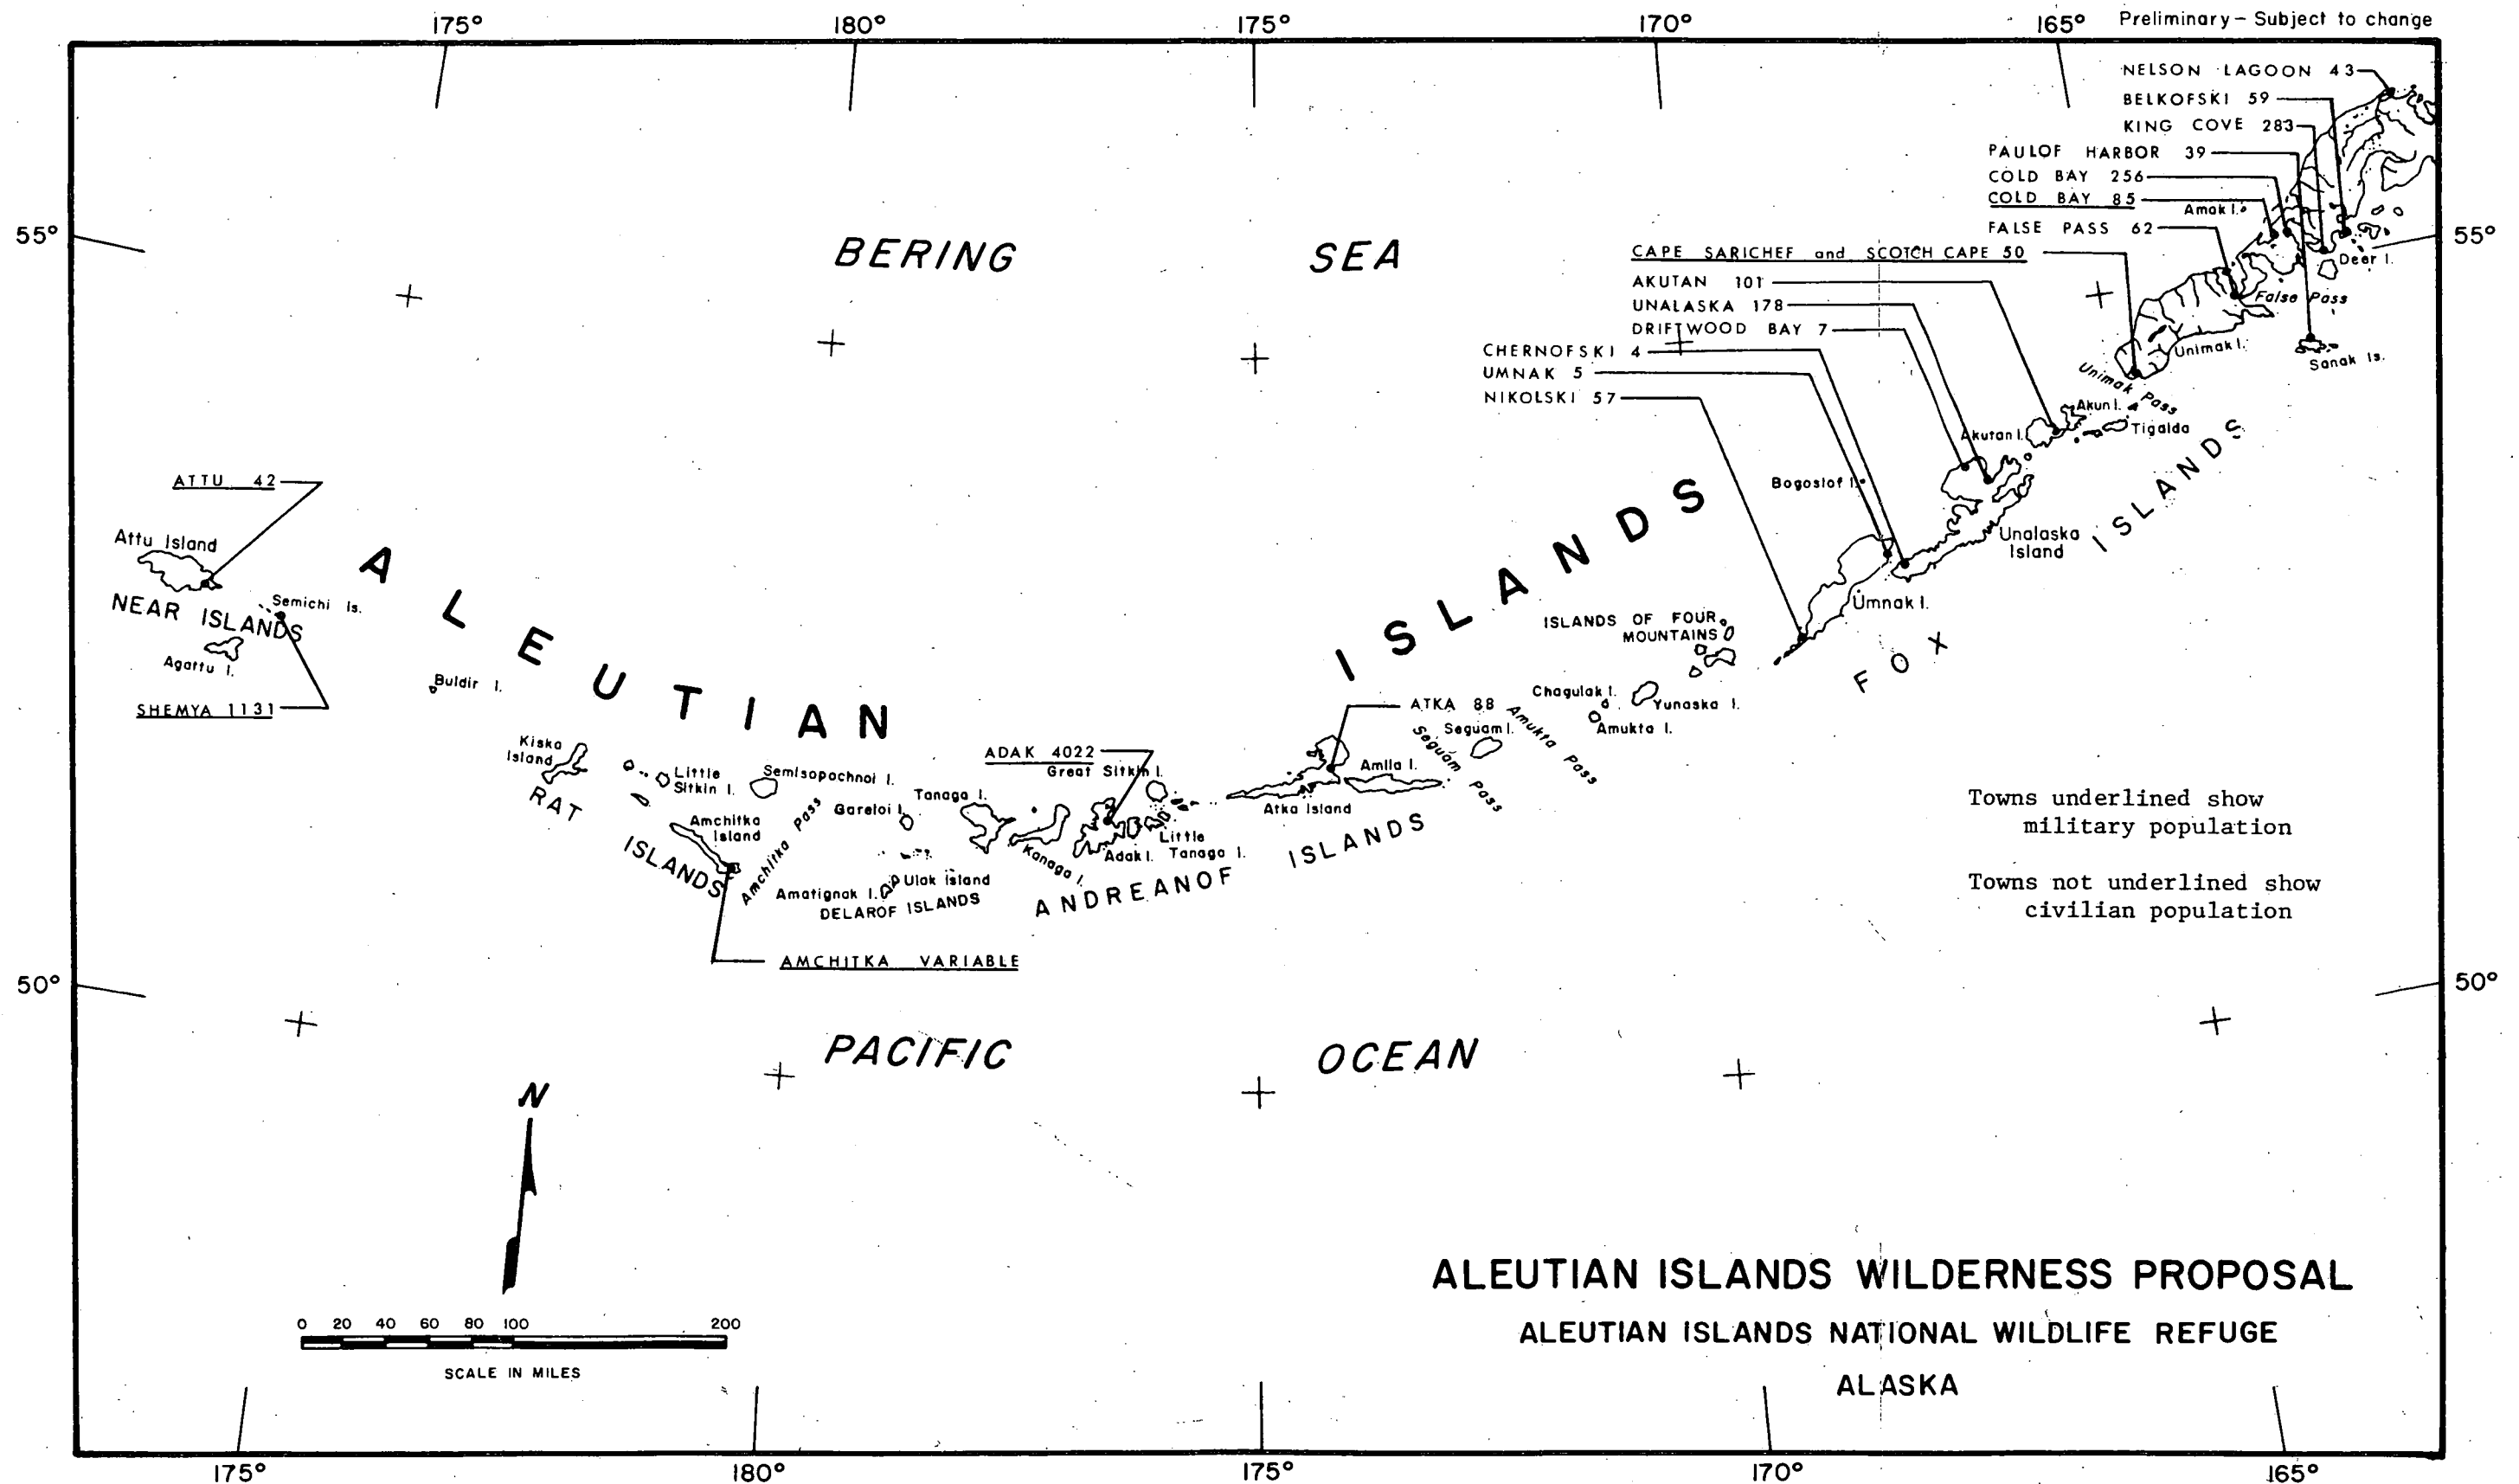 175° 180° 175° 170° 165° Preliminary – Subject to change
NELSON LAGOON 43
BELKOFSKI 59
KING COVE 283
PAULOF HARBOR 39
COLD BAY 256
COLD BAY 85
Amak I.
FALSE PASS 62
55°
55°
BERING SEA
CAPE SARICHEF and SCOTCH CAPE 50
Deer I.
AKUTAN 101
False Pass
UNALASKA 178
DRIFTWOOD BAY 7
CHERNOFSKI 4
Unimak I.
Sanak Is.
UMNAK 5
Unimak Pass
NIKOLSKI 57
Akun I.
Akutan I.
Tigalda
ATTU 42
Bogoslof I.
Attu Island
Unalaska
Island
ALEUTIAN ISLANDS
FOX ISLANDS
Semichi Is.
NEAR ISLANDS
Umnak I.
ISLANDS OF FOUR
MOUNTAINS
Agattu I.
Buldir I.
SHEMYA 1131
Chagulak I.
Yunaska I.
ATKA 88
Amukta I.
Seguam I.
Amukta Pass
Seguam Pass
Kiska
Island
ADAK 4022
Great Sitkin I.
Amlia I.
Little
Sitkin I.
Semisopochnoi I.
Tanaga I.
Gareloi I.
Atka Island
RAT ISLANDS
Amchitka
Island
Amchitka Pass
Kanaga I.
Adak I.
Little
Tanaga I.
ANDREANOF ISLANDS
Ulak Island
Amatignak I.
DELAROF ISLANDS
Towns underlined show
military population
Towns not underlined show
civilian population
AMCHITKA VARIABLE
50°
50°
PACIFIC OCEAN
N
ALEUTIAN ISLANDS WILDERNESS PROPOSAL
ALEUTIAN ISLANDS NATIONAL WILDLIFE REFUGE
ALASKA
0 20 40 60 80 100 200
SCALE IN MILES
175° 180° 175° 170° 165°